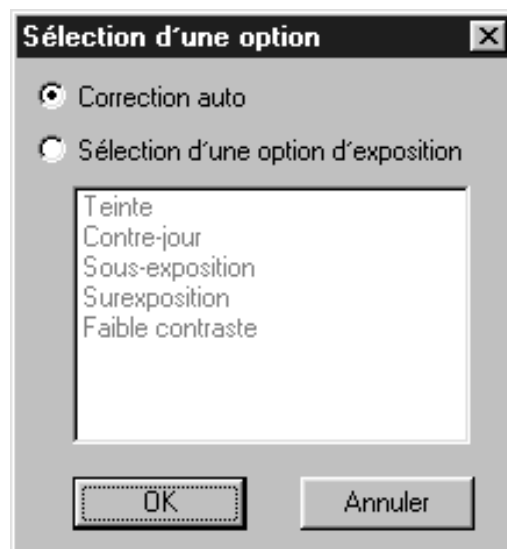 Sélection d´une option
Correction auto
Sélection d´une option d´exposition
Teinte
Contre-jour
Sous-exposition
Surexposition
Faible contraste
OK
Annuler